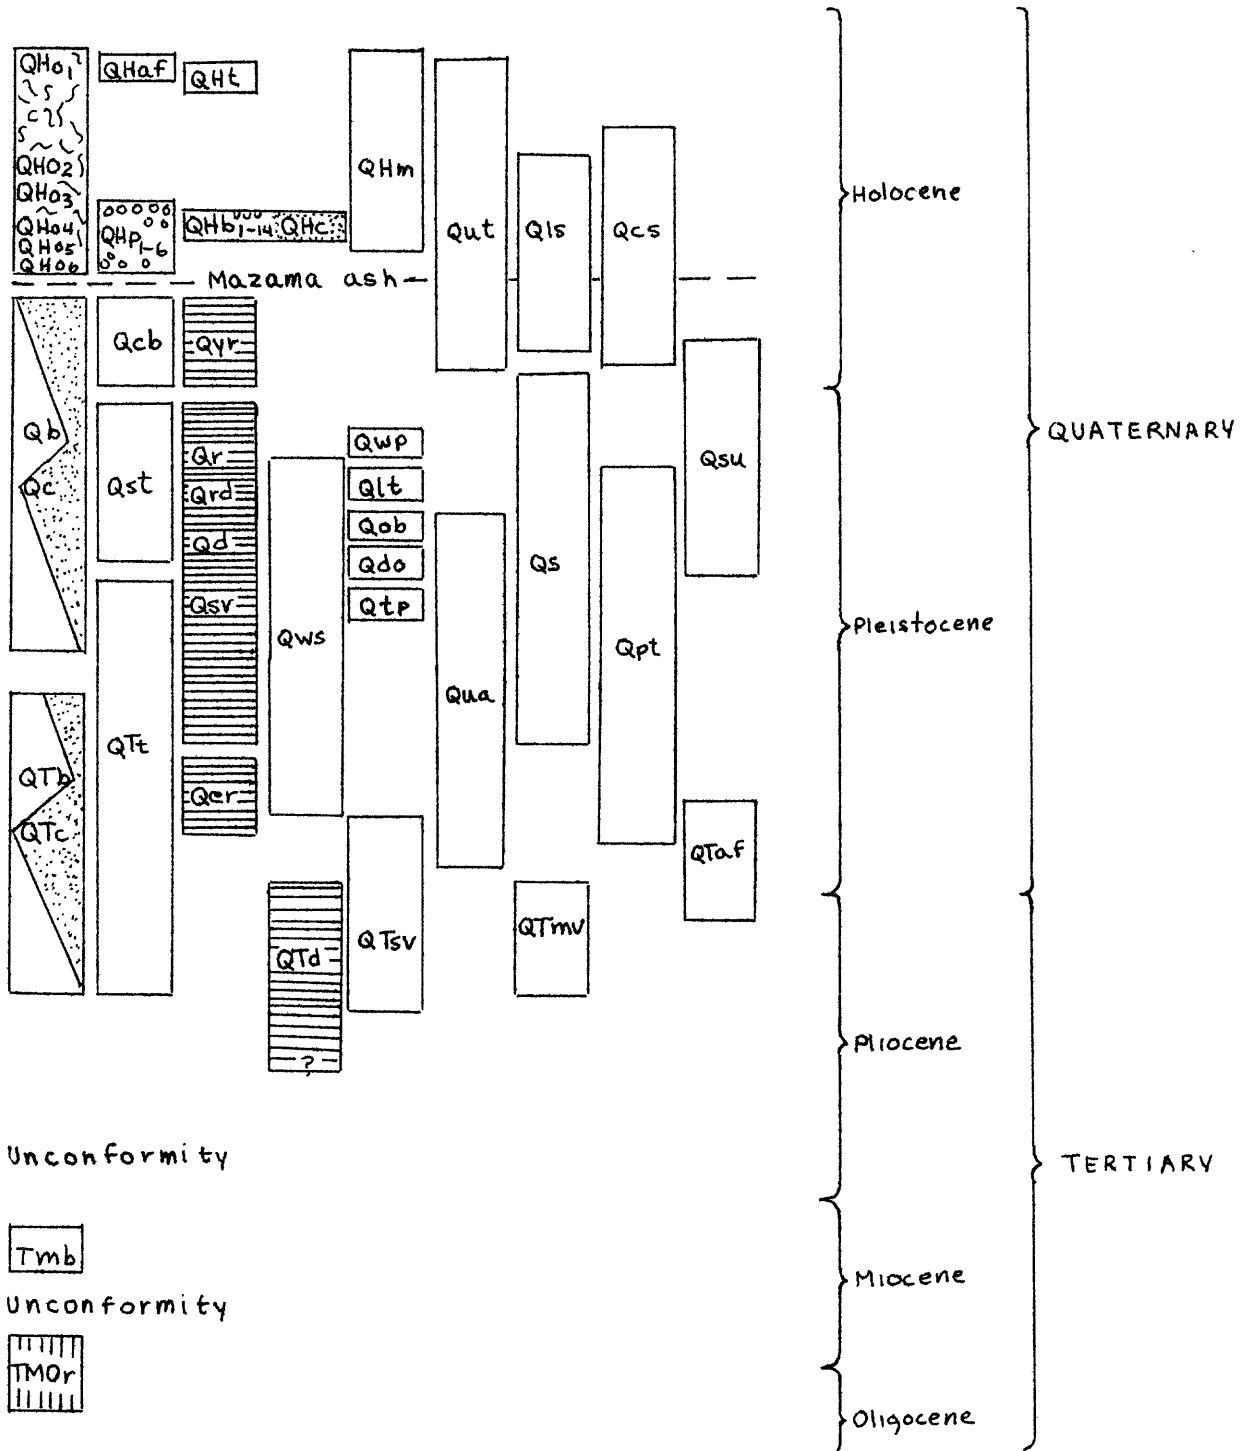 QHO1
QHaf
QHt
QHO2
QHO3
QHO4
QHO5
QHO6
QHP1-6
QHb1-14 QHc
QHm
Qut
Qls
Qcs
Mazama ash
Qcb
Qyr
Qb
Qc
Qst
Qr
Qrd
Qd
Qsv
Qws
Qwp
Qlt
Qob
Qdo
Qtp
Qua
Qs
Qpt
Qsu
QTb
QTc
QTt
Qer
QTd
?
QTsv
QTmv
QTaf
Unconformity
Tmb
Unconformity
TMOr
Holocene
Pleistocene
Pliocene
Miocene
Oligocene
QUATERNARY
TERTIARY